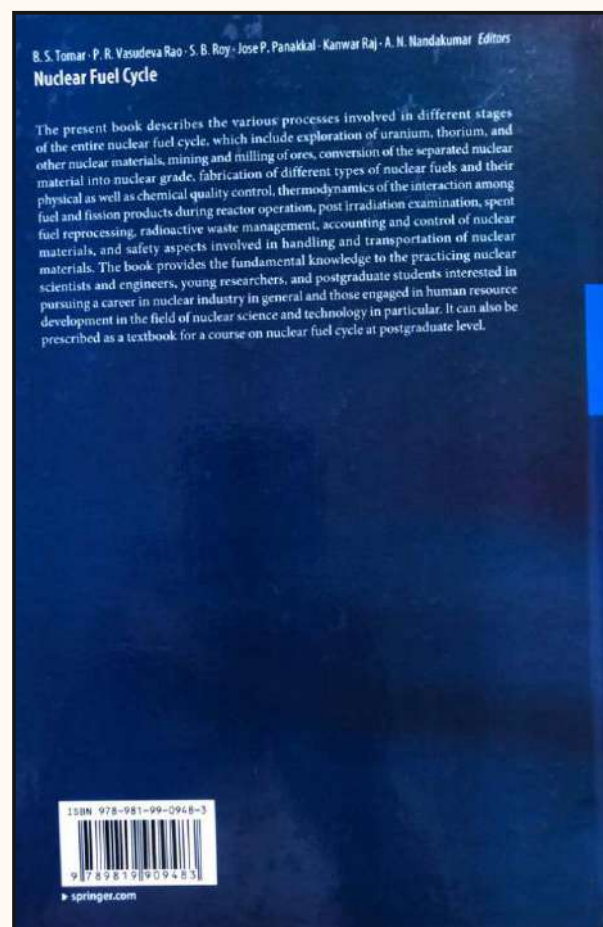 B. S. Tomar · P. R. Vasudeva Rao · S. B. Roy · Jose P. Panakkal · Kanwar Raj · A. N. Nandakumar Editors
Nuclear Fuel Cycle
The present book describes the various processes involved in different stages
of the entire nuclear fuel cycle, which include exploration of uranium, thorium, and
other nuclear materials, mining and milling of ores, conversion of the separated nuclear
material into nuclear grade, fabrication of different types of nuclear fuels and their
physical as well as chemical quality control, thermodynamics of the interaction among
fuel and fission products during reactor operation, post irradiation examination, spent
fuel reprocessing, radioactive waste management, accounting and control of nuclear
materials, and safety aspects involved in handling and transportation of nuclear
materials. The book provides the fundamental knowledge to the practicing nuclear
scientists and engineers, young researchers, and postgraduate students interested in
pursuing a career in nuclear industry in general and those engaged in human resource
development in the field of nuclear science and technology in particular. It can also be
prescribed as a textbook for a course on nuclear fuel cycle at postgraduate level.
ISBN 978-981-99-0948-3
9 789819 909483
▸ springer.com